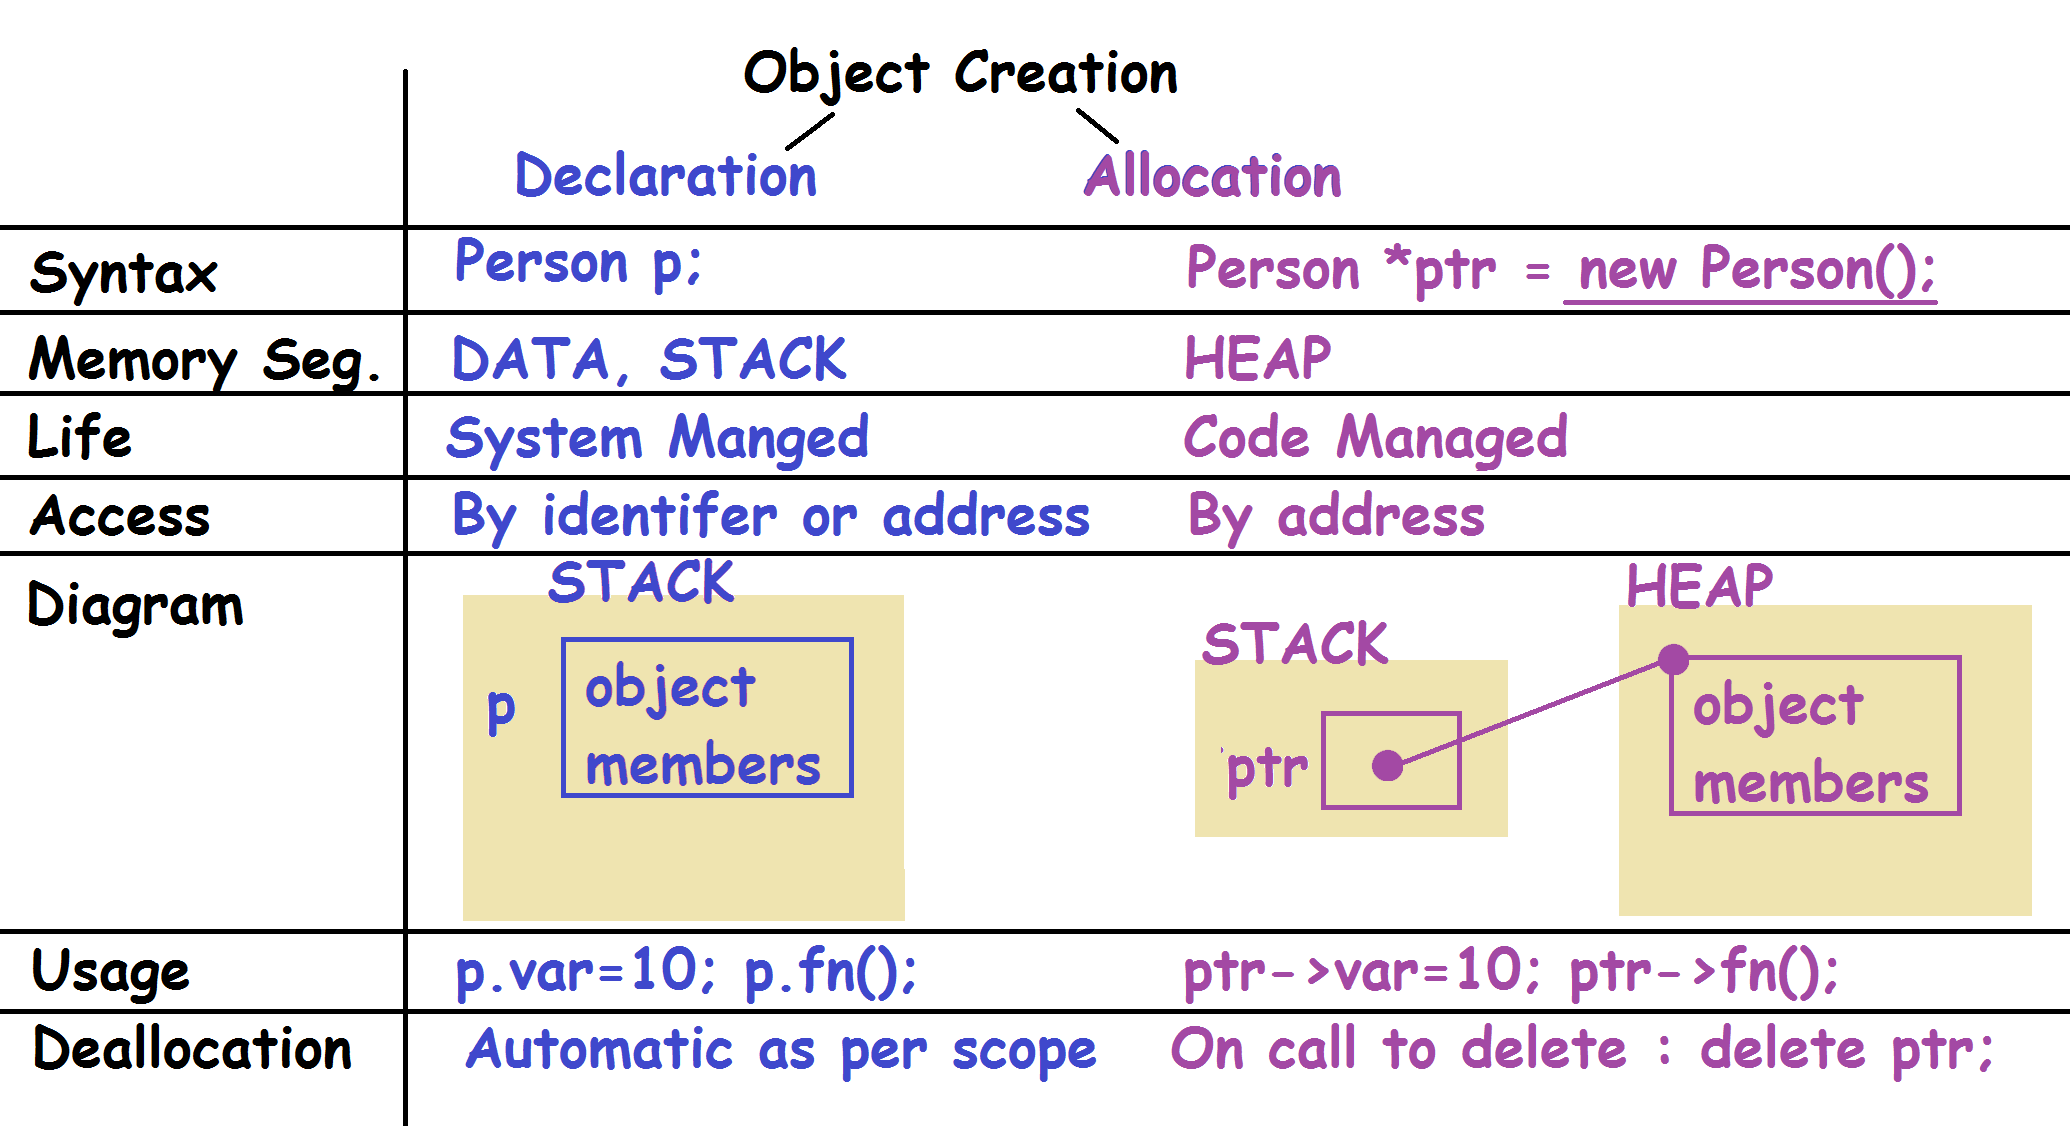 Object Creation
Declaration Allocation
Syntax Person p; Person *ptr = new Person();
Memory Seg. DATA, STACK HEAP
Life System Manged Code Managed
Access By identifer or address By address
Diagram
STACK
p
object
members
STACK
ptr
HEAP
object
members
Usage p.var=10; p.fn(); ptr->var=10; ptr->fn();
Deallocation Automatic as per scope On call to delete : delete ptr;